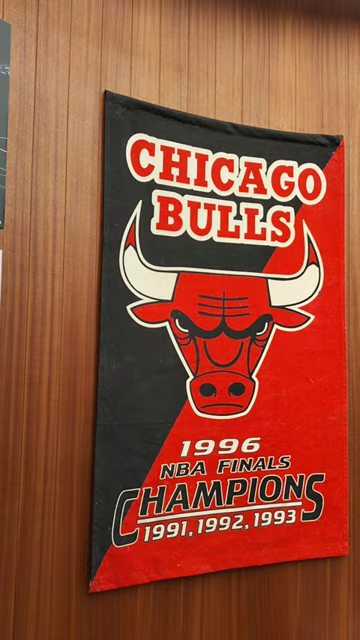 CHICAGO
BULLS
1996
NBA FINALS
CHAMPIONS
1991, 1992, 1993